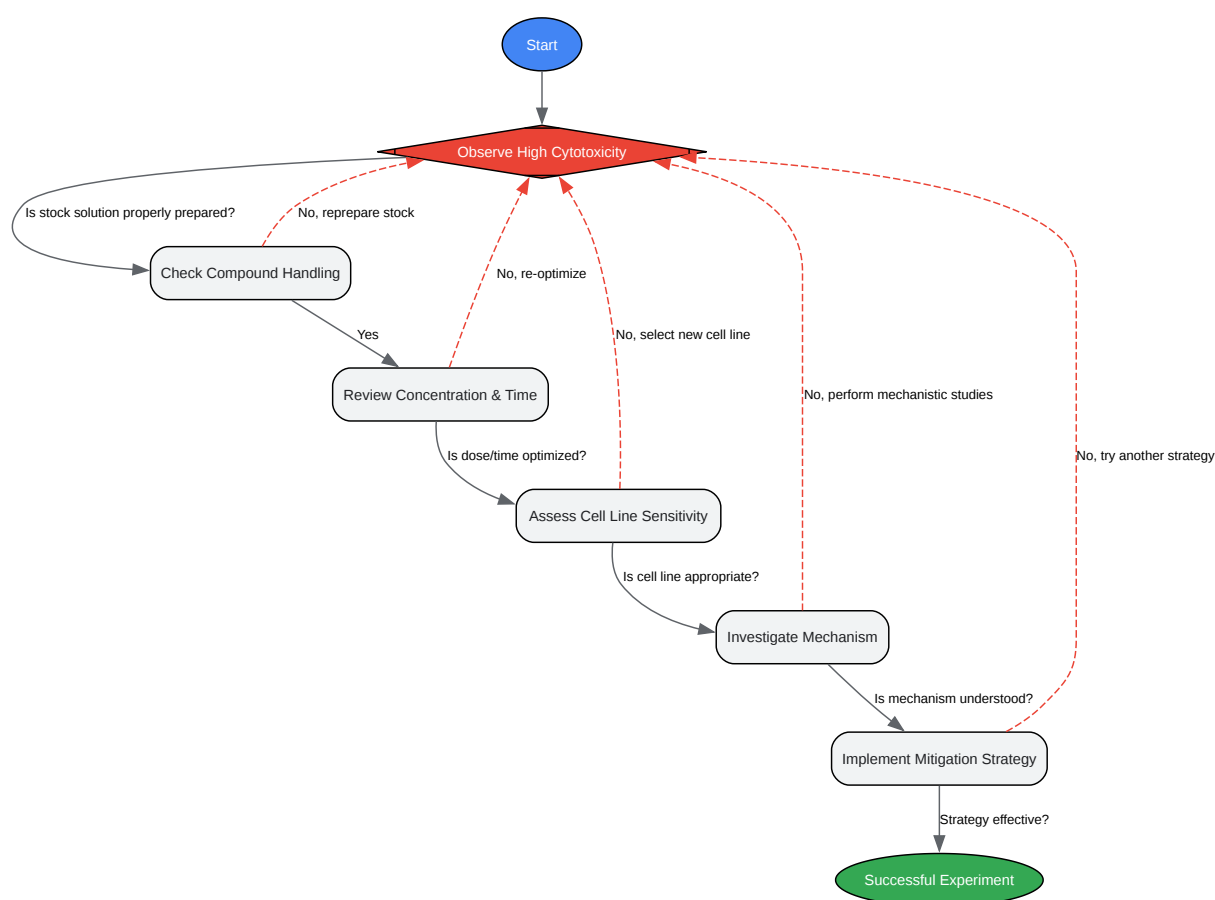 Start
Observe High Cytotoxicity
Is stock solution properly prepared?
No, reprepare stock
Check Compound Handling
No, re-optimize
Yes
No, select new cell line
Review Concentration & Time
No, perform mechanistic studies
Is dose/time optimized?
No, try another strategy
Assess Cell Line Sensitivity
Is cell line appropriate?
Investigate Mechanism
Is mechanism understood?
Implement Mitigation Strategy
Strategy effective?
Successful Experiment